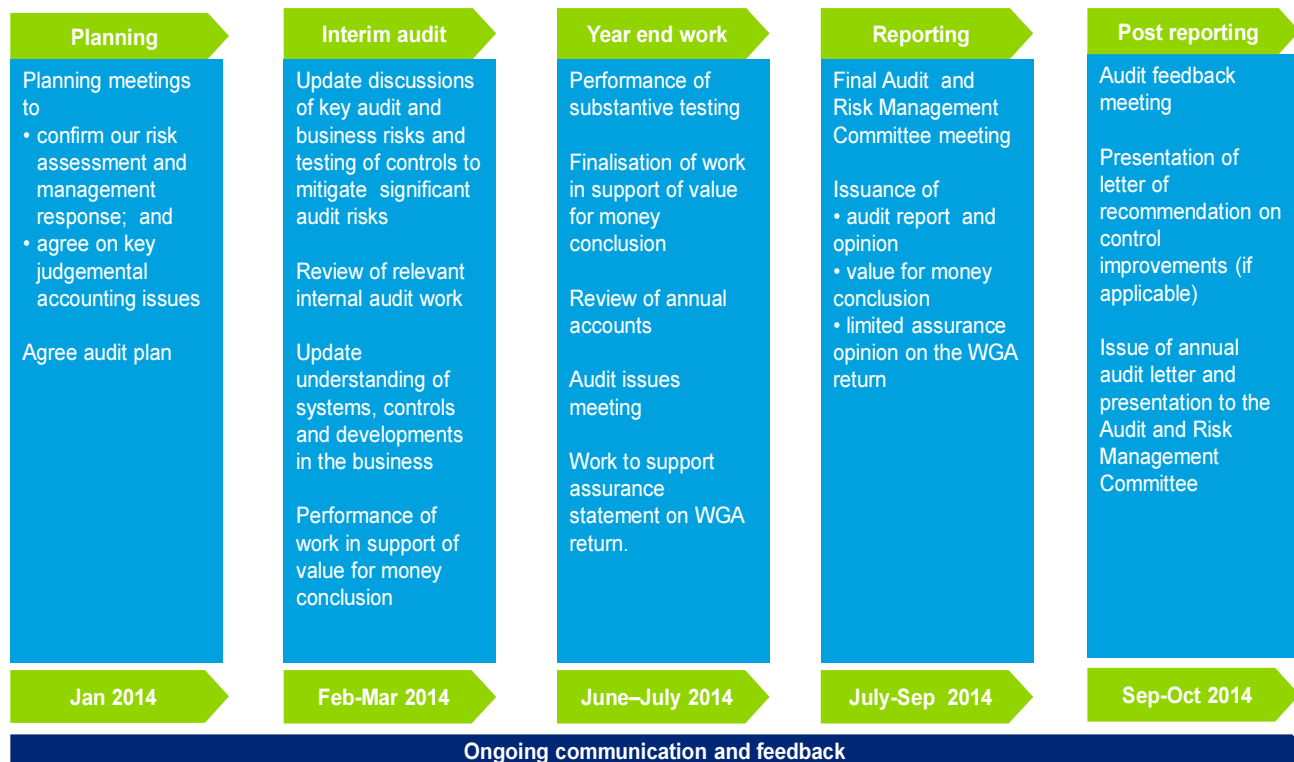 Planning
Planning meetings
to
• confirm our risk
assessment and
management
response; and
• agree on key
judgemental
accounting issues
Agree audit plan
Jan 2014
Interim audit
Update discussions
of key audit and
business risks and
testing of controls to
mitigate significant
audit risks
Review of relevant
internal audit work
Update
understanding of
systems, controls
and developments
in the business
Performance of
work in support of
value for money
conclusion
Feb-Mar 2014
Year end work
Performance of
substantive testing
Finalisation of work
in support of value
for money
conclusion
Review of annual
accounts
Audit issues
meeting
Work to support
assurance
statement on WGA
return.
June–July 2014
Reporting
Final Audit and
Risk Management
Committee meeting
Issuance of
• audit report and
opinion
• value for money
conclusion
• limited assurance
opinion on the WGA
return
July-Sep 2014
Post reporting
Audit feedback
meeting
Presentation of
letter of
recommendation on
control
improvements (if
applicable)
Issue of annual
audit letter and
presentation to the
Audit and Risk
Management
Committee
Sep-Oct 2014
Ongoing communication and feedback